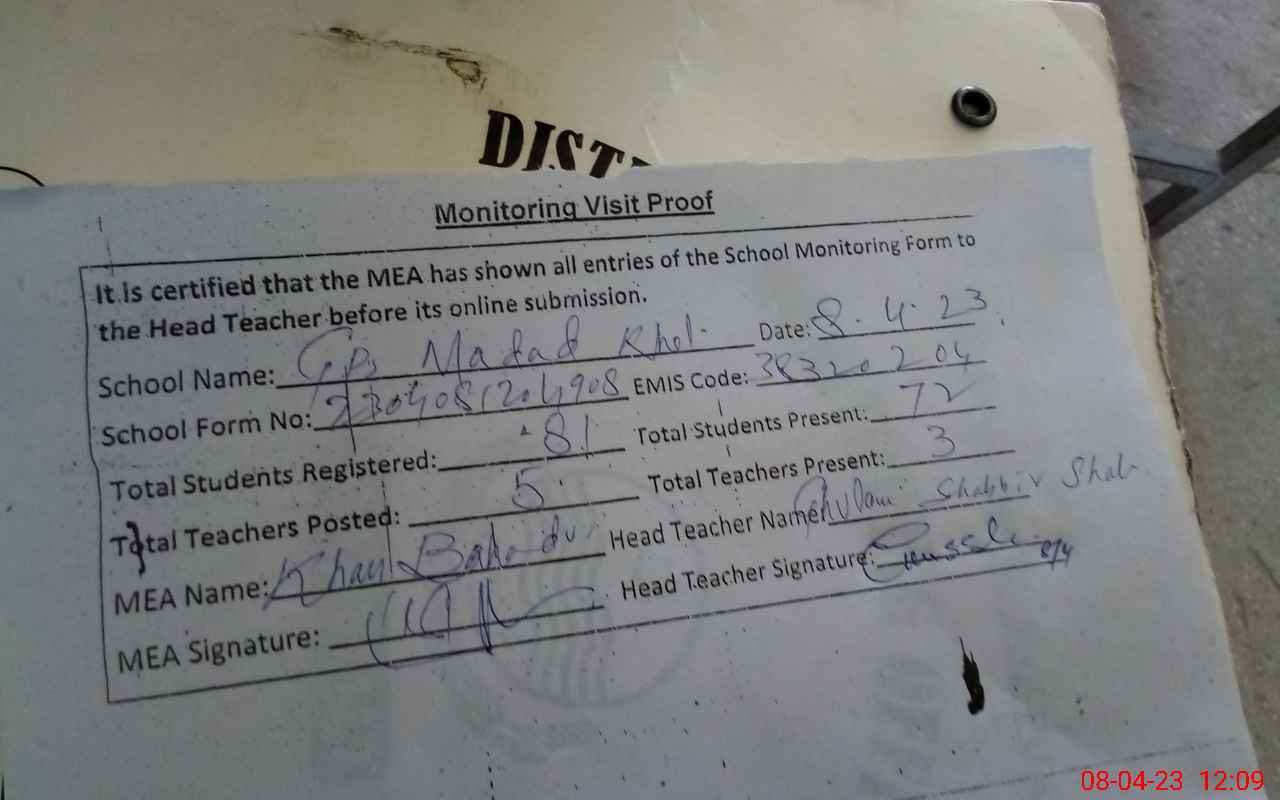 DIST
Monitoring Visit Proof
It is certified that the MEA has shown all entries of the School Monitoring Form to
the Head Teacher before its online submission.
School Name: Gps Madad Khel Date: 8.4.23
School Form No: 2304081204908 EMIS Code: 38320204
Total Students Registered: 81 Total Students Present: 72
Total Teachers Posted: 5 Total Teachers Present: 3
MEA Name: Khan Bahadur Head Teacher Name: Ghulam Shabbir Shah
MEA Signature: Head Teacher Signature: 8/4
08-04-23 12:09